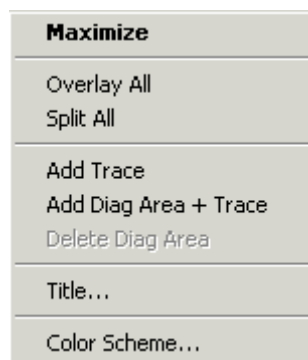 Maximize
Overlay All
Split All
Add Trace
Add Diag Area + Trace
Delete Diag Area
Title...
Color Scheme...